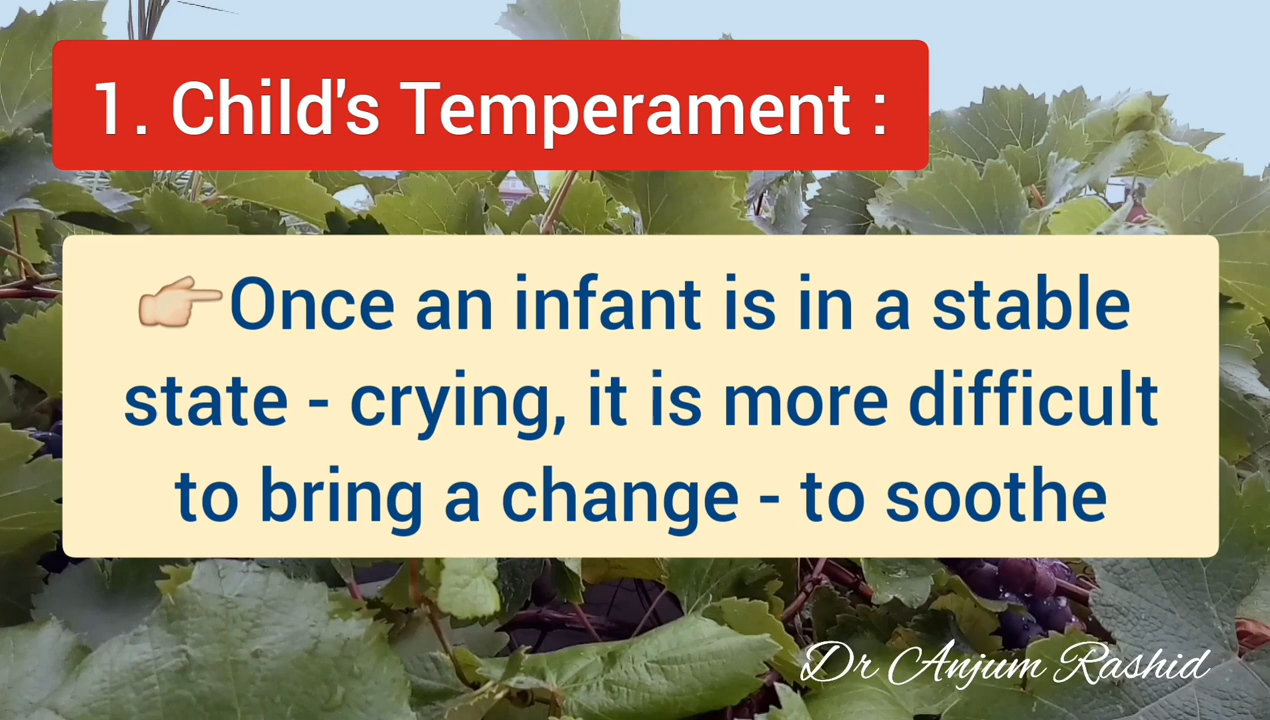 1. Child's Temperament :
👉🏻Once an infant is in a stable
state - crying, it is more difficult
to bring a change - to soothe
Dr Anjum Rashid